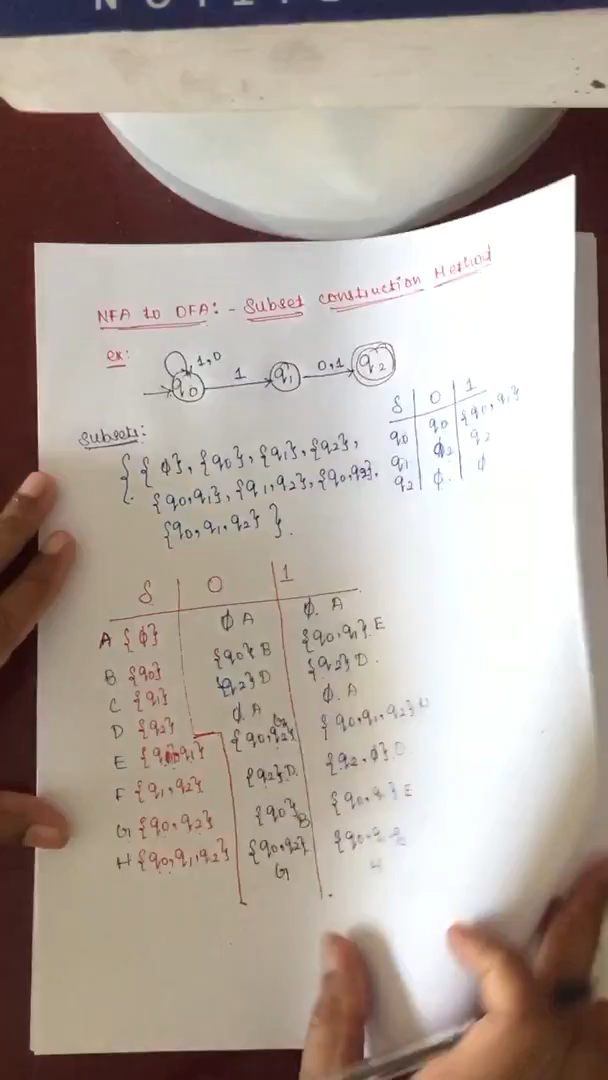 NFA to DFA: - Subset construction Method
ex:
1,0
q0 1 q1 0,1 q2
δ 0 1
q0 q0 {q0, q1}
q1 q2 q2
q2 ϕ. ϕ
Subsets:
{ {ϕ}, {q0}, {q1}, {q2},
{q0,q1}, {q1,q2}, {q0,q2},
{q0, q1, q2} }.
δ 0 1
A {ϕ} ϕ A ϕ. A
B {q0} {q0} B {q0,q1} E
C {q1} {q2} D {q2} D.
D {q2} ϕ. A ϕ. A
E {q0,q1} {q0,q2} G {q0,q1,q2} H
F {q1,q2} {q2} D. {q2,ϕ} D
G {q0,q2} {q0} B {q0,q1} E
H {q0,q1,q2} {q0,q2} G {q0,q1,q2} H